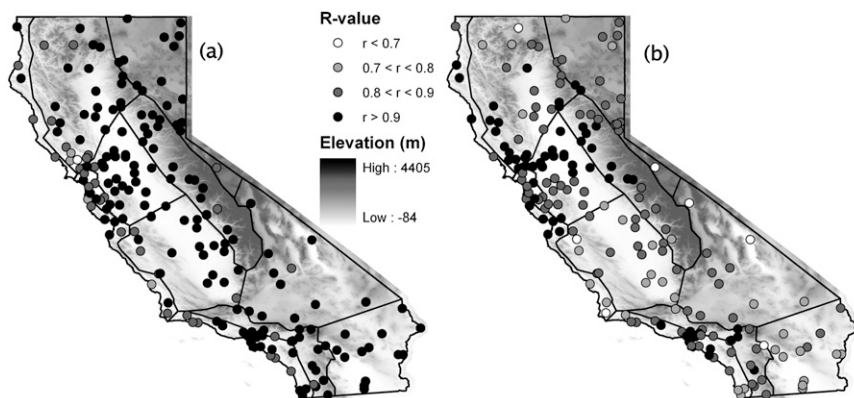 (a)
R-value
r < 0.7
0.7 < r < 0.8
0.8 < r < 0.9
r > 0.9
Elevation (m)
High : 4405
Low : -84
(b)